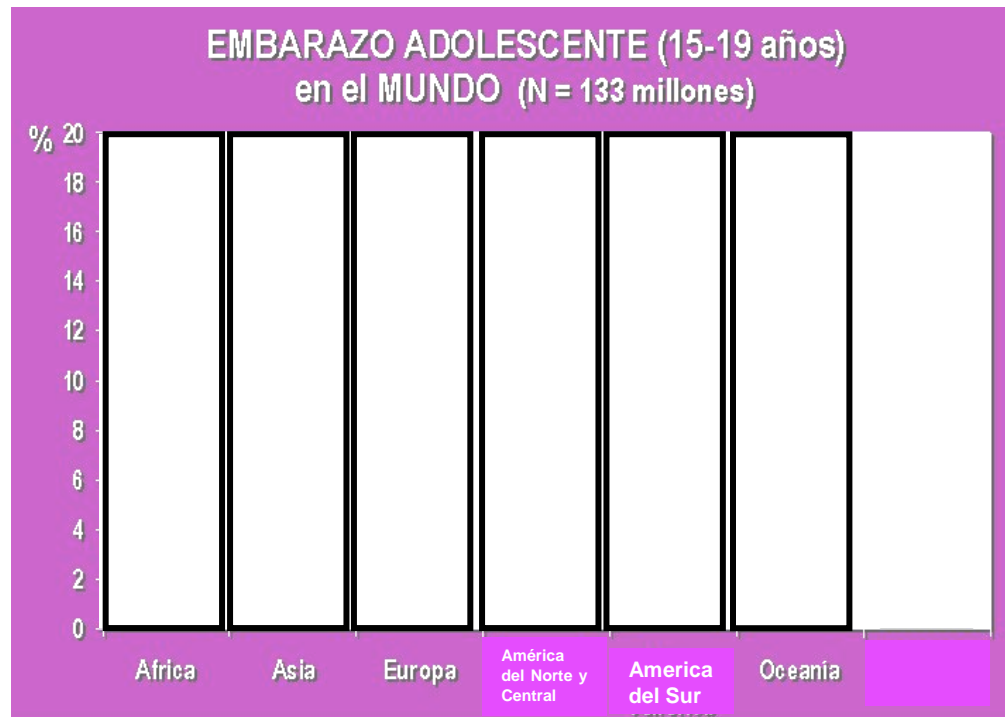 EMBARAZO ADOLESCENTE (15-19 años)
en el MUNDO (N = 133 millones)
% 20
18
16
14
12
10
8
6
4
2
0
Africa
Asia
Europa
América
del Norte y
Central
America
del Sur
Oceanía